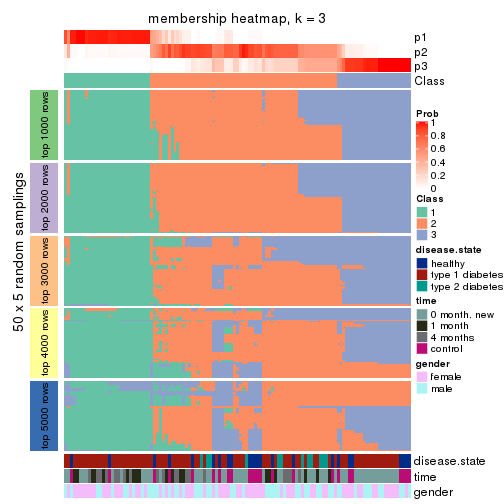 membership heatmap, k = 3
p1
p2
p3
Class
50 x 5 random samplings
top 1000 rows
top 2000 rows
top 3000 rows
top 4000 rows
top 5000 rows
disease.state
time
gender
Prob
1
0.8
0.6
0.4
0.2
0
Class
1
2
3
disease.state
healthy
type 1 diabetes
type 2 diabetes
time
0 month. new
1 month
4 months
control
gender
female
male